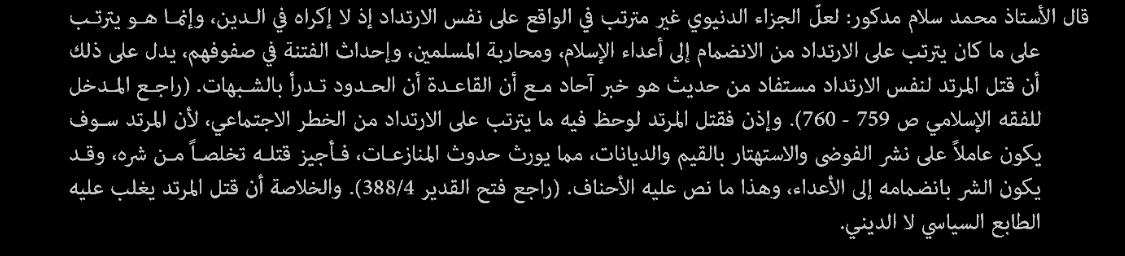 قال الأستاذ محمد سلام مدكور: لعلّ الجزاء الدنيوي غير مترتب في الواقع على نفس الارتداد إذ لا إكراه في الدين، وإنما هو يترتب
على ما كان يترتب على الارتداد من الانضمام إلى أعداء الإسلام، ومحاربة المسلمين، وإحداث الفتنة في صفوفهم، يدل على ذلك
أن قتل المرتد لنفس الارتداد مستفاد من حديث هو خبر آحاد مع أن القاعدة أن الحدود تدرأ بالشبهات. (راجع المدخل
للفقه الإسلامي ص 759 - 760). وإذن فقتل المرتد لوحظ فيه ما يترتب على الارتداد من الخطر الاجتماعي، لأن المرتد سوف
يكون عاملاً على نشر الفوضى والاستهتار بالقيم والديانات، مما يورث حدوث المنازعات، فأجيز قتله تخلصاً من شره، وقد
يكون الشر بانضمامه إلى الأعداء، وهذا ما نص عليه الأحناف. (راجع فتح القدير 388/4). والخلاصة أن قتل المرتد يغلب عليه
الطابع السياسي لا الديني.